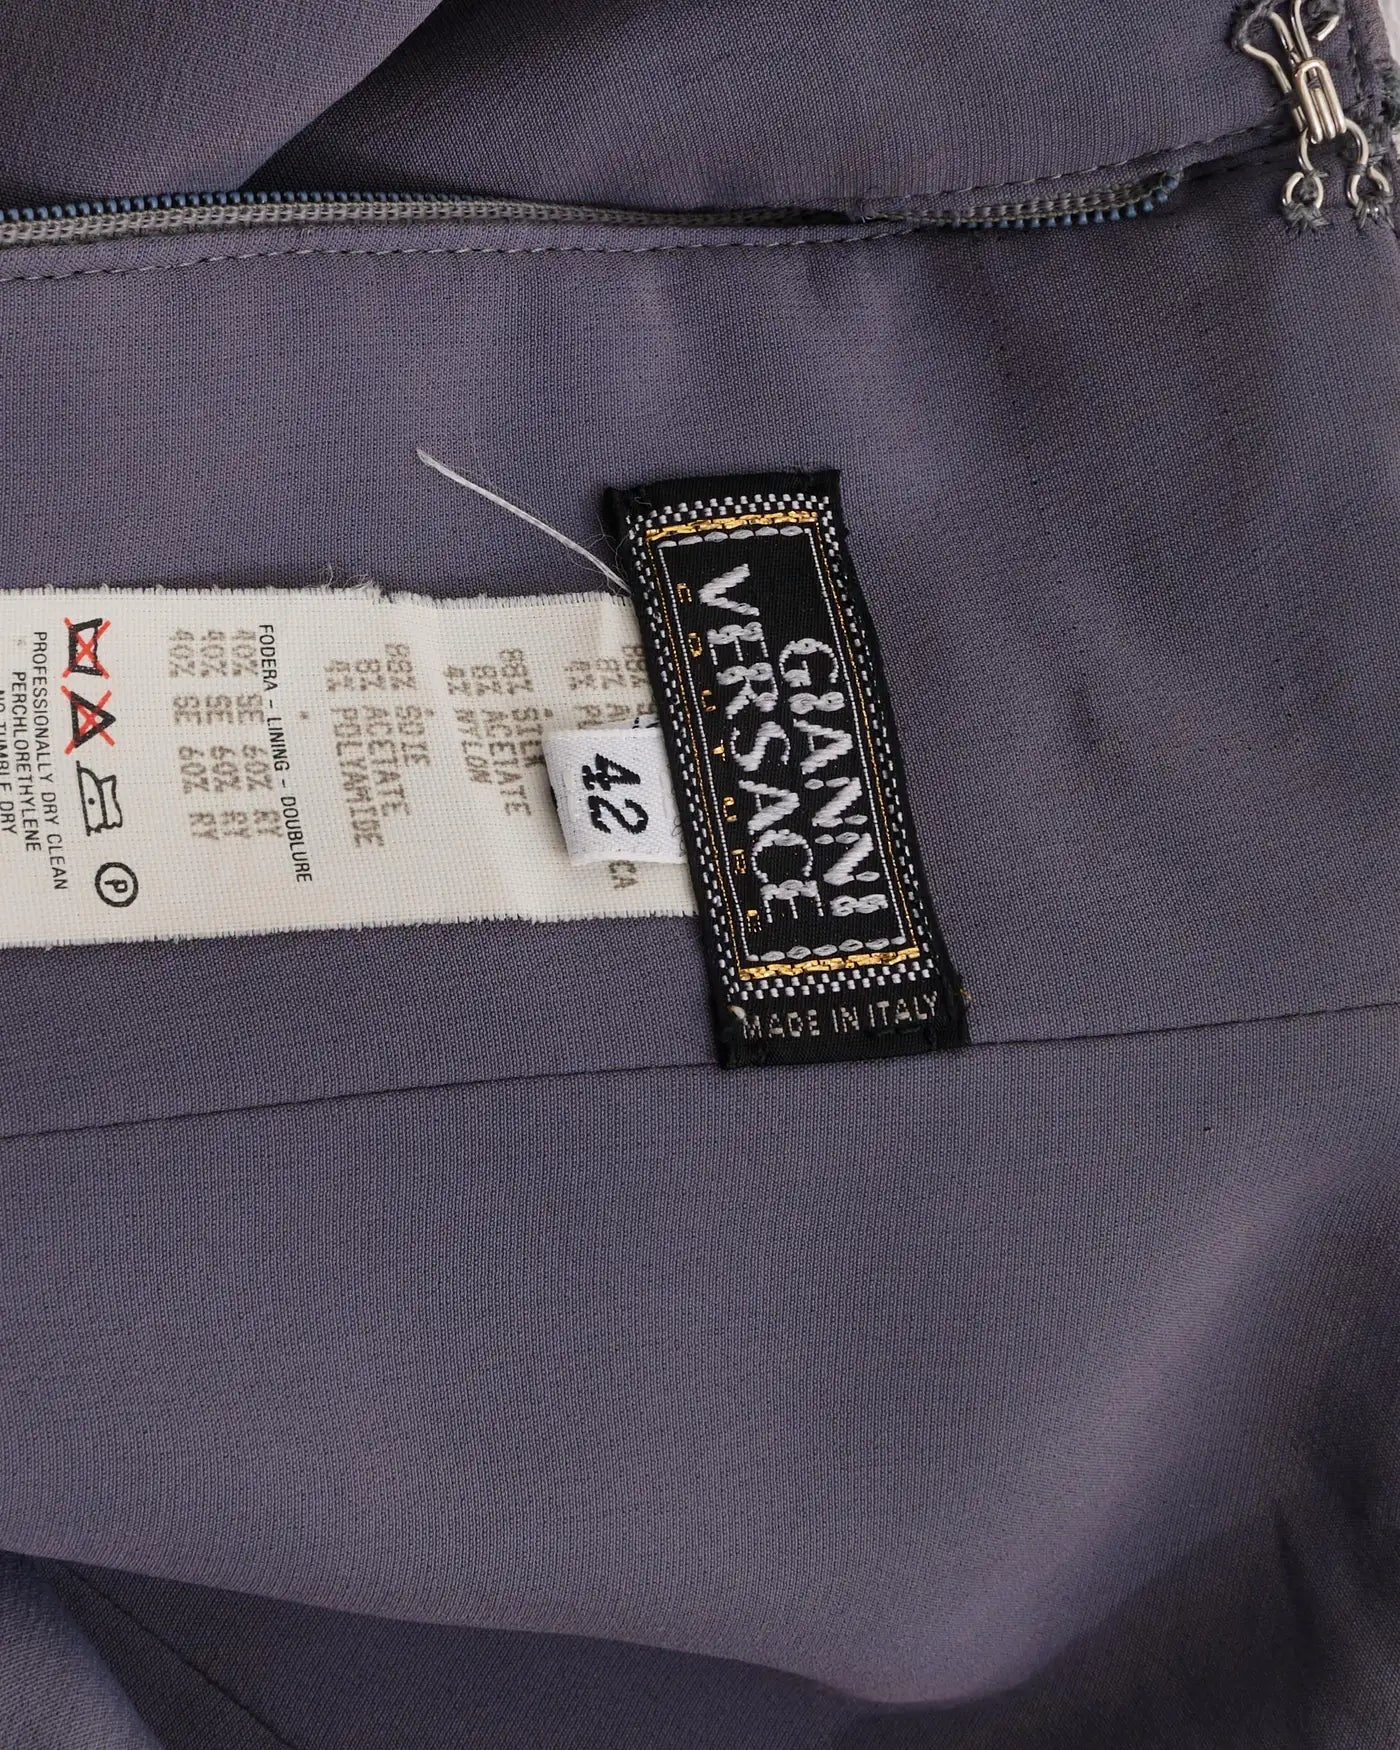 GIANNI
VERSACE
COUTURE
MADE IN ITALY
42
CA
88%
8% ACETATE
4% NYLON
88% SOIE
8% ACETATE
4% POLYAMIDE
FODERA - LINING - DOUBLURE
40% SE 60% RY
40% SE 60% RY
40% SE 60% RY
P
PROFESSIONALLY DRY CLEAN
PERCHLORETHYLENE
NO TUMBLE DRY